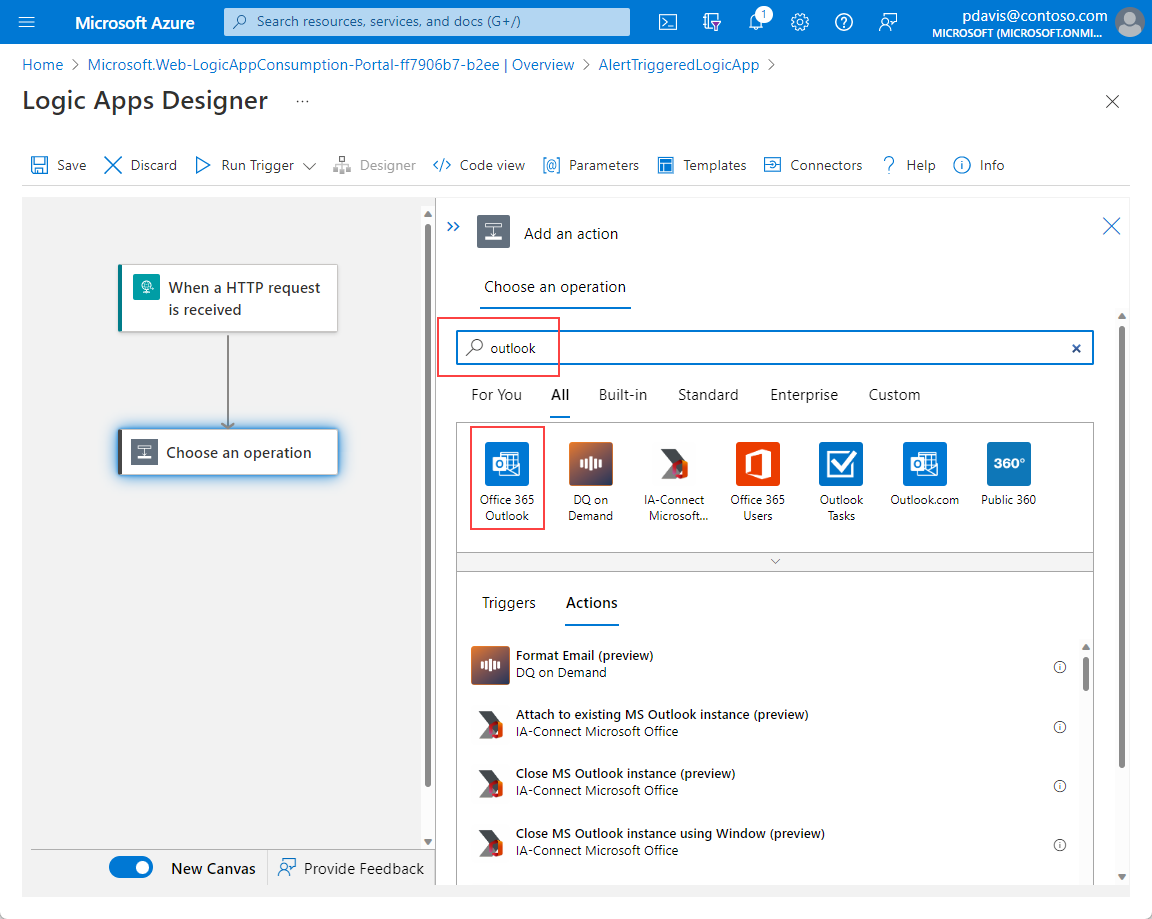 Microsoft Azure
Search resources, services, and docs (G+/)
1
pdavis@contoso.com
MICROSOFT (MICROSOFT.ONMI...
Home > Microsoft.Web-LogicAppConsumption-Portal-ff7906b7-b2ee | Overview > AlertTriggeredLogicApp >
Logic Apps Designer ...
Save Discard Run Trigger Designer Code view Parameters Templates Connectors Help Info
When a HTTP request
is received
Choose an operation
New Canvas
Provide Feedback
Add an action
Choose an operation
outlook
For You All Built-in Standard Enterprise Custom
Office 365
Outlook
DQ on
Demand
IA-Connect
Microsoft...
Office 365
Users
Outlook
Tasks
Outlook.com
360°
Public 360
Triggers Actions
Format Email (preview)
DQ on Demand
Attach to existing MS Outlook instance (preview)
IA-Connect Microsoft Office
Close MS Outlook instance (preview)
IA-Connect Microsoft Office
Close MS Outlook instance using Window (preview)
IA-Connect Microsoft Office